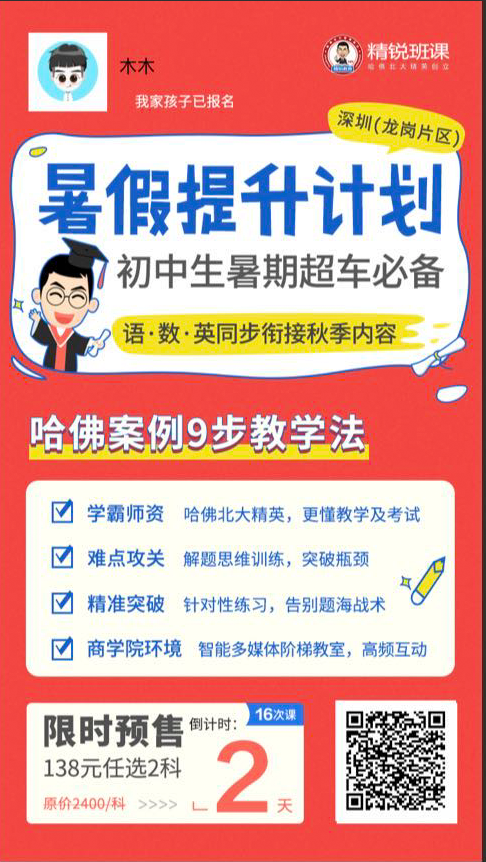 木木
我家孩子已报名
精锐班课
哈佛北大精英创立
深圳(龙岗片区)
暑假提升计划
初中生暑期超车必备
语·数·英同步衔接秋季内容
哈佛案例9步教学法
学霸师资 哈佛北大精英，更懂教学及考试
难点攻关 解题思维训练，突破瓶颈
精准突破 针对性练习，告别题海战术
商学院环境 智能多媒体阶梯教室，高频互动
16次课
限时预售 倒计时：
138元任选2科
2天
原价2400/科 >>>>